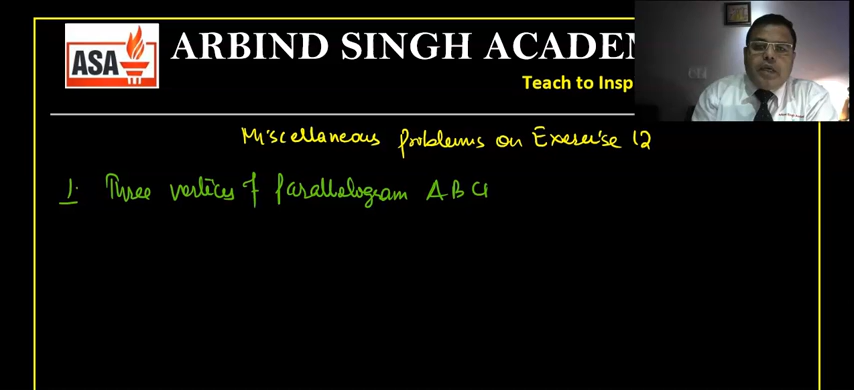 ASA
ARBIND SINGH ACADEM
Teach to Insp
Miscellaneous problems on Exercise 12
1. Three vertices of parallelogram ABC